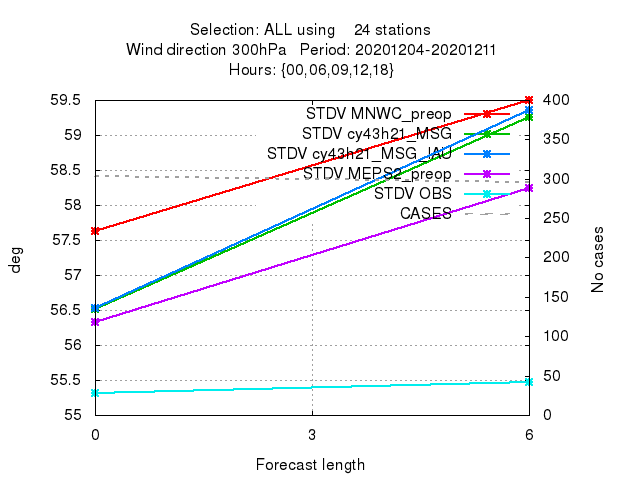 Selection: ALL using 24 stations
Wind direction 300hPa Period: 20201204-20201211
Hours: {00,06,09,12,18}
59.5
59
58.5
58
57.5
57
56.5
56
55.5
55
400
350
300
250
200
150
100
50
0
STDV MNWC_preop
STDV cy43h21_MSG
STDV cy43h21_MSG_IAU
STDV MEPS2_preop
STDV OBS
CASES
deg
No cases
0 3 6
Forecast length